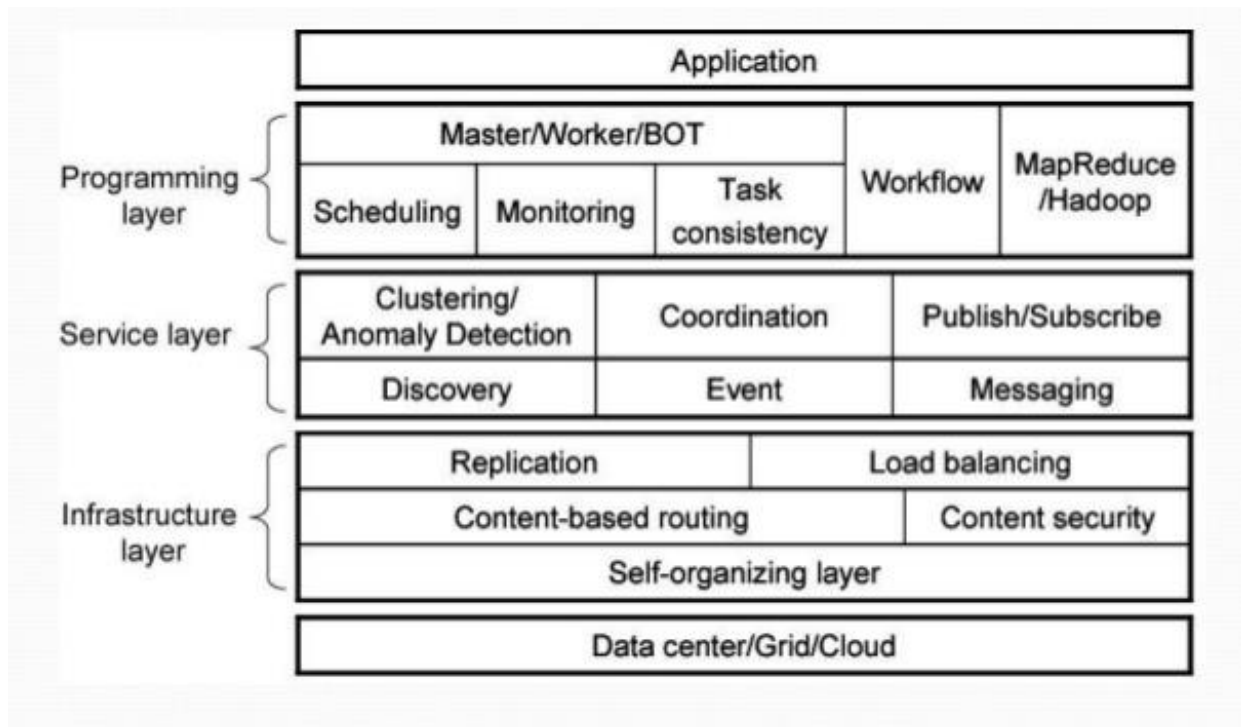 Application
Programming
layer
Master/Worker/BOT
Scheduling
Monitoring
Task
consistency
Workflow
MapReduce
/Hadoop
Service layer
Clustering/
Anomaly Detection
Coordination
Publish/Subscribe
Discovery
Event
Messaging
Infrastructure
layer
Replication
Load balancing
Content-based routing
Content security
Self-organizing layer
Data center/Grid/Cloud